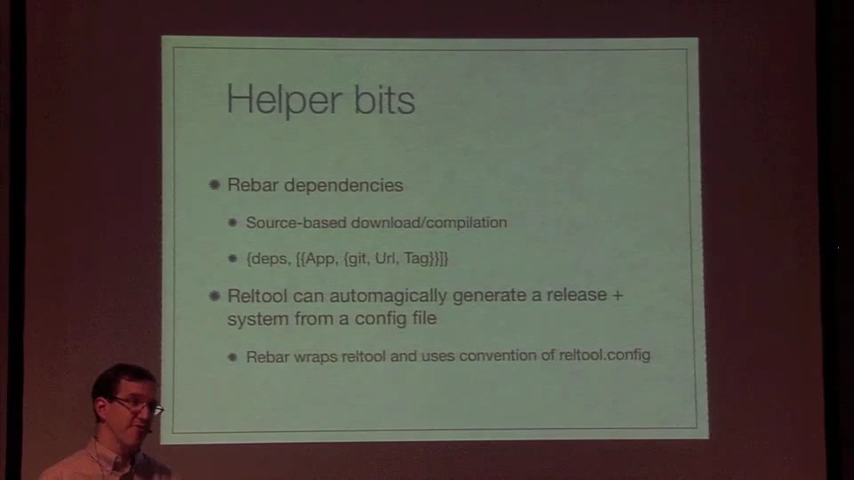 Helper bits
Rebar dependencies
Source-based download/compilation
{deps, [{App, {git, Url, Tag}}]}
Reltool can automagically generate a release +
system from a config file
Rebar wraps reltool and uses convention of reltool.config